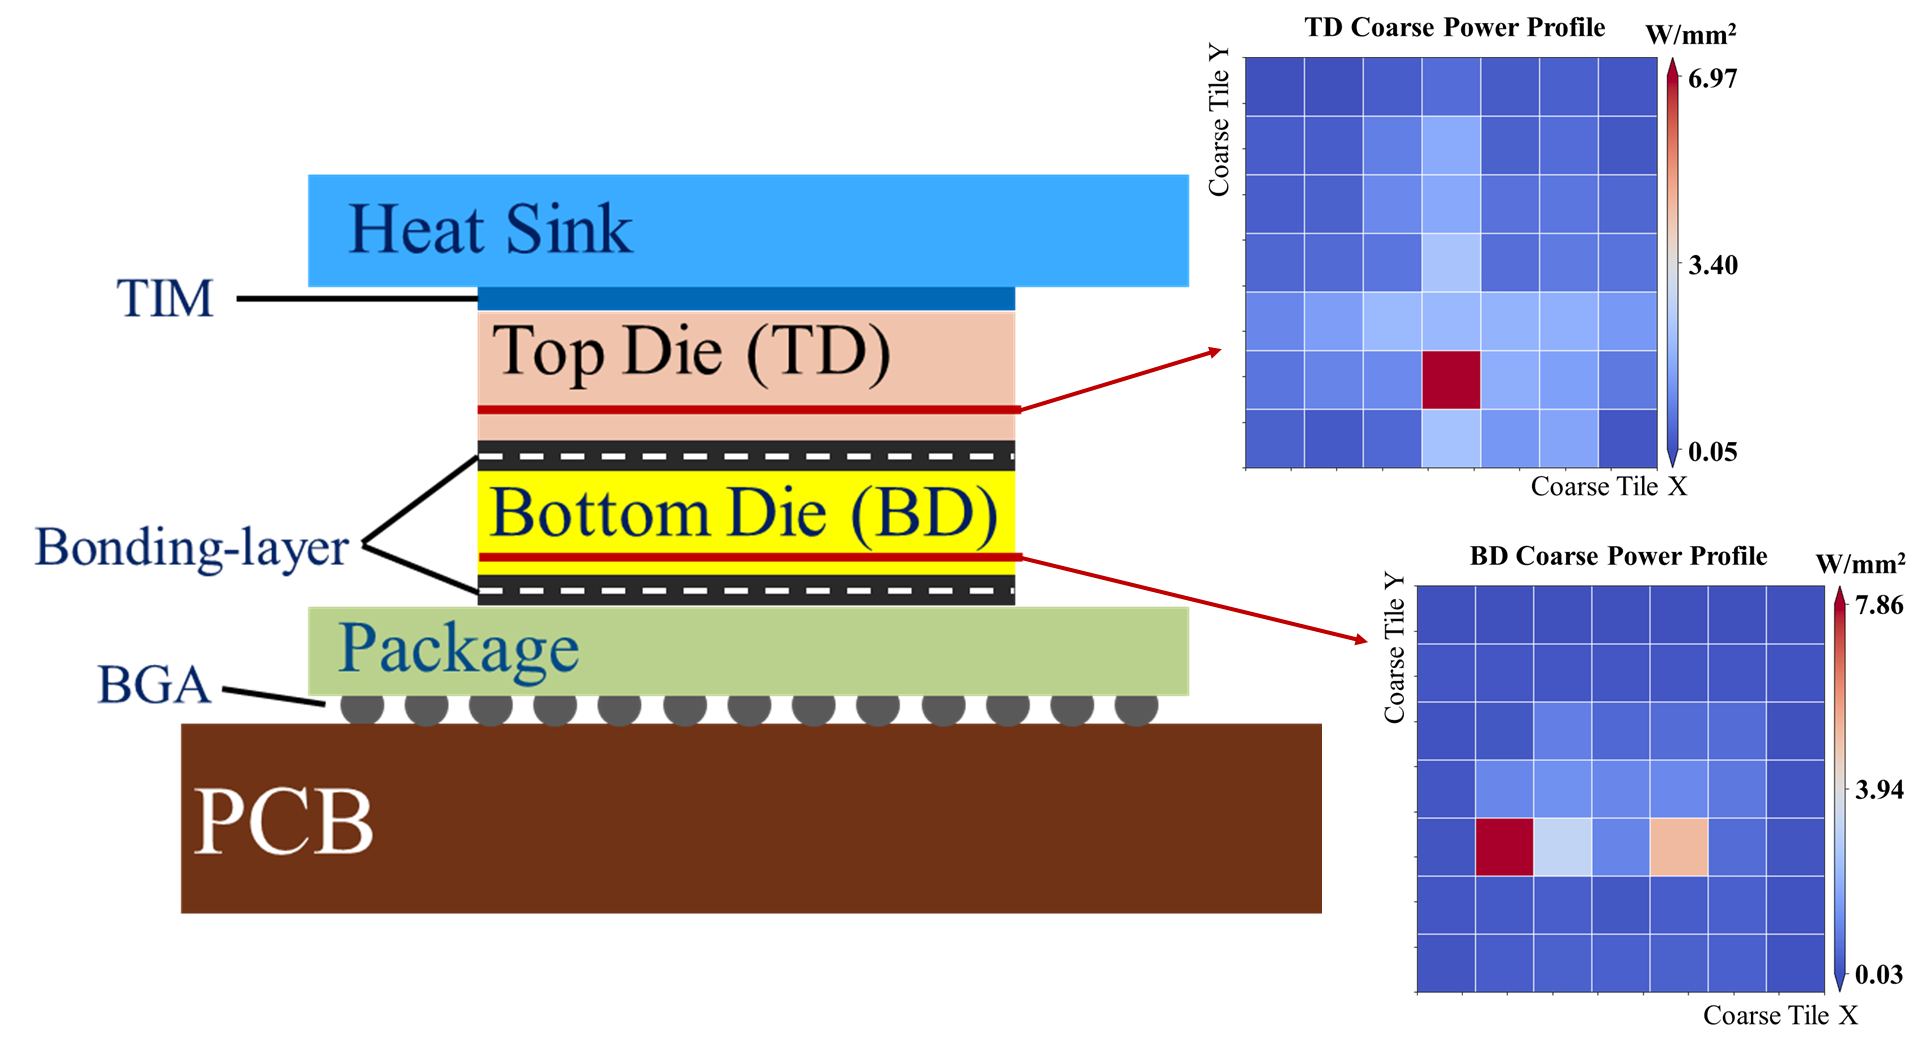 Heat Sink
TIM
Top Die (TD)
Bottom Die (BD)
Bonding-layer
Package
BGA
PCB
TD Coarse Power Profile
W/mm²
Coarse Tile Y
6.97
3.40
0.05
Coarse Tile X
BD Coarse Power Profile
W/mm²
Coarse Tile Y
7.86
3.94
0.03
Coarse Tile X